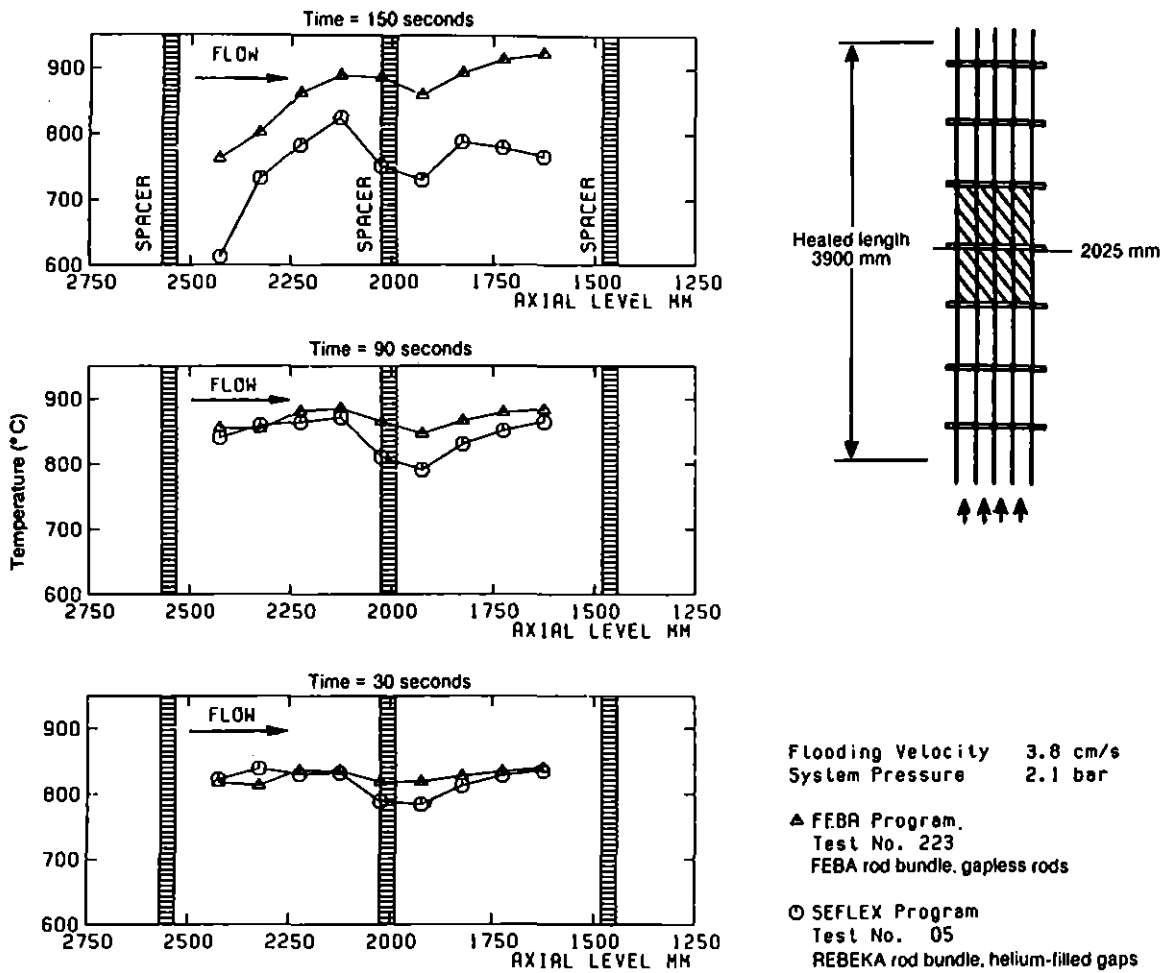 Time = 150 seconds
FLOW
900
800
700
600
SPACER
SPACER
SPACER
2750 2500 2250 2000 1750 1500 1250
AXIAL LEVEL MM
Time = 90 seconds
FLOW
900
800
700
600
2750 2500 2250 2000 1750 1500 1250
AXIAL LEVEL MM
Temperature (°C)
Time = 30 seconds
FLOW
900
800
700
600
2750 2500 2250 2000 1750 1500 1250
AXIAL LEVEL MM
Healed length
3900 mm
2025 mm
Flooding Velocity 3.8 cm/s
System Pressure 2.1 bar
FEBA Program.
Test No. 223
FEBA rod bundle, gapless rods
SEFLEX Program
Test No. 05
REBEKA rod bundle, helium-filled gaps